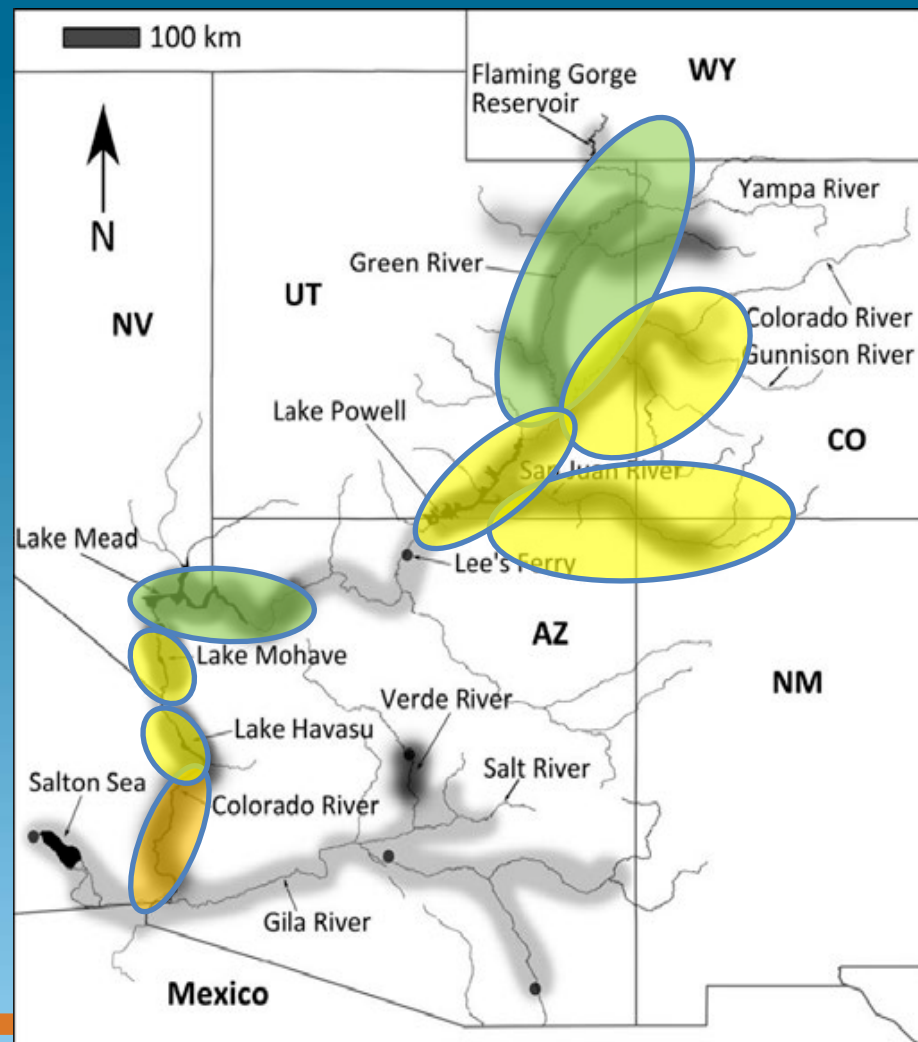 100 km
Flaming Gorge
Reservoir
WY
Yampa River
N
Green River
UT
NV
Colorado River
Gunnison River
Lake Powell
CO
San Juan River
Lake Mead
Lee's Ferry
AZ
Lake Mohave
NM
Verde River
Lake Havasu
Salt River
Salton Sea
Colorado River
Gila River
Mexico